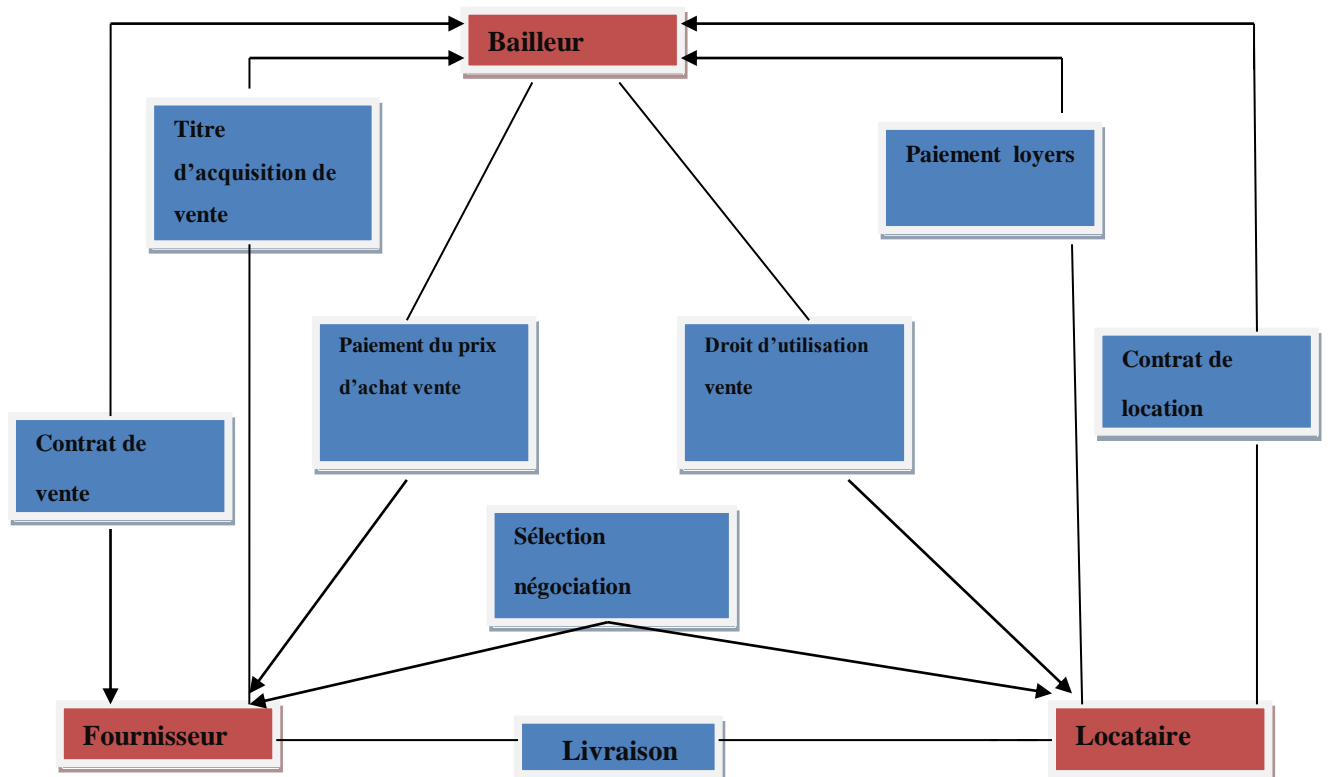 Bailleur
Titre
d’acquisition de
vente
Paiement loyers
Paiement du prix
d’achat vente
Droit d’utilisation
vente
Contrat de
location
Contrat de
vente
Sélection
négociation
Fournisseur
Livraison
Locataire